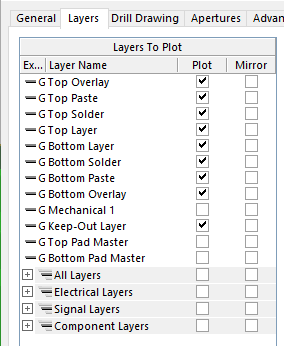 General Layers Drill Drawing Apertures Advan
Layers To Plot
Ex... Layer Name Plot Mirror
G Top Overlay
G Top Paste
G Top Solder
G Top Layer
G Bottom Layer
G Bottom Solder
G Bottom Paste
G Bottom Overlay
G Mechanical 1
G Keep-Out Layer
G Top Pad Master
G Bottom Pad Master
All Layers
Electrical Layers
Signal Layers
Component Layers